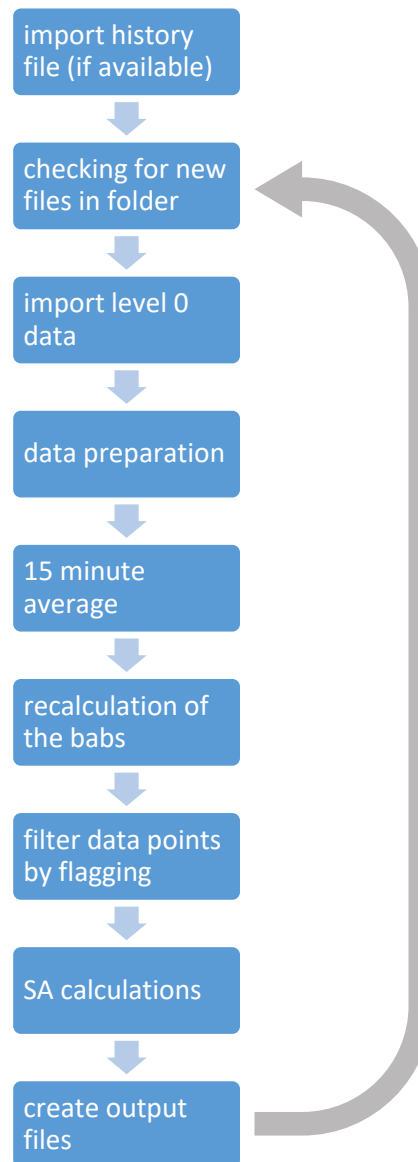 import history
file (if available)
checking for new
files in folder
import level 0
data
data preparation
15 minute
average
recalculation of
the babs
filter data points
by flagging
SA calculations
create output
files